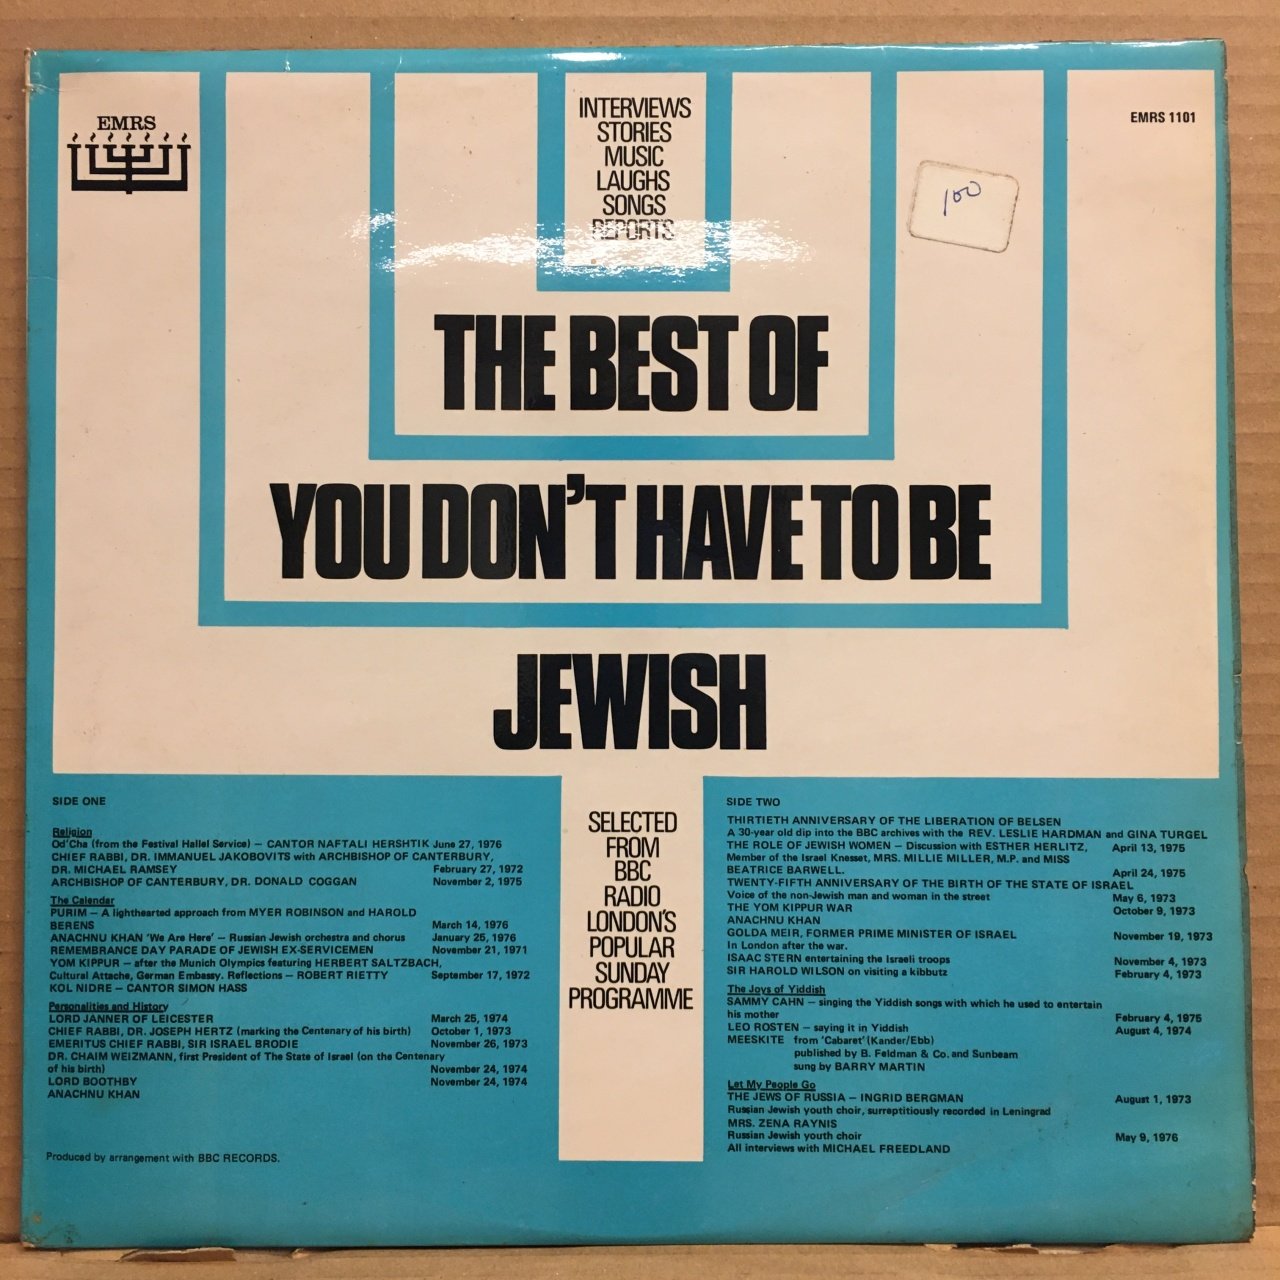 EMRS
INTERVIEWS
STORIES
MUSIC
LAUGHS
SONGS
REPORTS
EMRS 1101
100
THE BEST OF
YOU DON'T HAVE TO BE
JEWISH
SELECTED
FROM
BBC
RADIO
LONDON'S
POPULAR
SUNDAY
PROGRAMME
SIDE ONE
Religion
Od'Cha (from the Festival Hallel Service) – CANTOR NAFTALI HERSHTIK June 27, 1976
CHIEF RABBI, DR. IMMANUEL JAKOBOVITS with ARCHBISHOP OF CANTERBURY,
DR. MICHAEL RAMSEY February 27, 1972
ARCHBISHOP OF CANTERBURY, DR. DONALD COGGAN November 2, 1975
The Calendar
PURIM – A lighthearted approach from MYER ROBINSON and HAROLD
BERENS March 14, 1976
ANACHNU KHAN 'We Are Here' – Russian Jewish orchestra and chorus January 25, 1976
REMEMBRANCE DAY PARADE OF JEWISH EX-SERVICEMEN November 21, 1971
YOM KIPPUR – after the Munich Olympics featuring HERBERT SALTZBACH,
Cultural Attache, German Embassy. Reflections – ROBERT RIETTY September 17, 1972
KOL NIDRE – CANTOR SIMON HASS
Personalities and History
LORD JANNER OF LEICESTER March 25, 1974
CHIEF RABBI, DR. JOSEPH HERTZ (marking the Centenary of his birth) October 1, 1973
EMERITUS CHIEF RABBI, SIR ISRAEL BRODIE November 26, 1973
DR. CHAIM WEIZMANN, first President of The State of Israel (on the Centenary
of his birth) November 24, 1974
LORD BOOTHBY November 24, 1974
ANACHNU KHAN
Produced by arrangement with BBC RECORDS.
SIDE TWO
THIRTIETH ANNIVERSARY OF THE LIBERATION OF BELSEN
A 30-year old dip into the BBC archives with the REV. LESLIE HARDMAN and GINA TURGEL
THE ROLE OF JEWISH WOMEN – Discussion with ESTHER HERLITZ, April 13, 1975
Member of the Israel Knesset, MRS. MILLIE MILLER, M.P. and MISS
BEATRICE BARWELL. April 24, 1975
TWENTY-FIFTH ANNIVERSARY OF THE BIRTH OF THE STATE OF ISRAEL
Voice of the non-Jewish man and woman in the street May 6, 1973
THE YOM KIPPUR WAR October 9, 1973
ANACHNU KHAN
GOLDA MEIR, FORMER PRIME MINISTER OF ISRAEL November 19, 1973
In London after the war.
ISAAC STERN entertaining the Israeli troops November 4, 1973
SIR HAROLD WILSON on visiting a kibbutz February 4, 1973
The Joys of Yiddish
SAMMY CAHN – singing the Yiddish songs with which he used to entertain
his mother February 4, 1975
LEO ROSTEN – saying it in Yiddish August 4, 1974
MEESKITE from 'Cabaret' (Kander/Ebb)
published by B. Feldman & Co. and Sunbeam
sung by BARRY MARTIN
Let My People Go
THE JEWS OF RUSSIA – INGRID BERGMAN August 1, 1973
Russian Jewish youth choir, surreptitiously recorded in Leningrad
MRS. ZENA RAYNIS
Russian Jewish youth choir May 9, 1976
All interviews with MICHAEL FREEDLAND